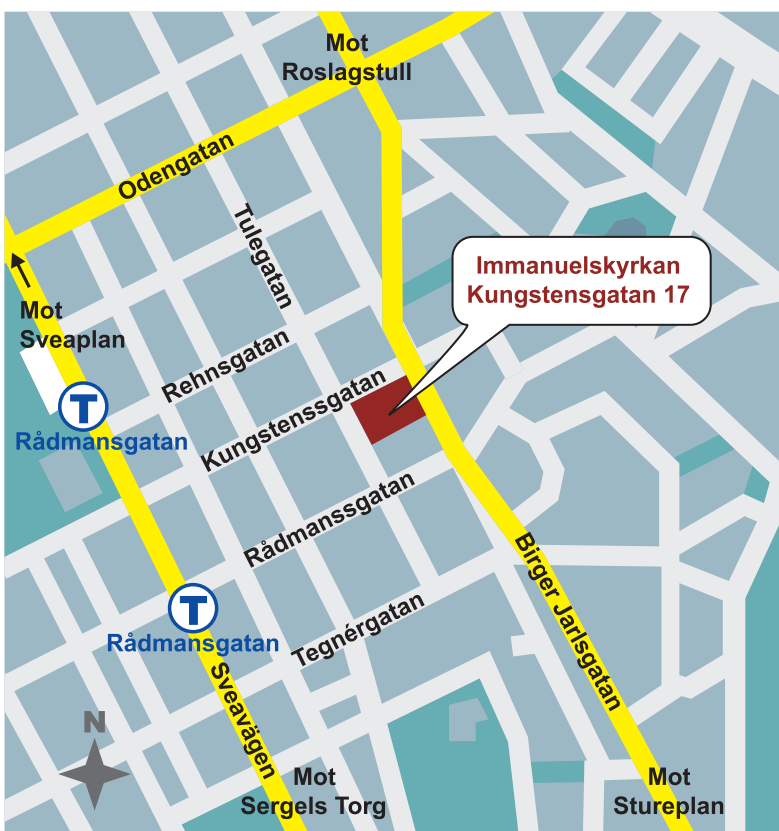 Mot
Roslagstull
Odengatan
Tulegatan
Immanuelskyrkan
Kungstensgatan 17
Mot
Sveaplan
Rehnsgatan
Kungstenssgatan
T
Rådmansgatan
Rådmanssgatan
T
Rådmansgatan
Tegnérgatan
Birger Jarlsgatan
Sveavägen
N
Mot
Sergels Torg
Mot
Stureplan